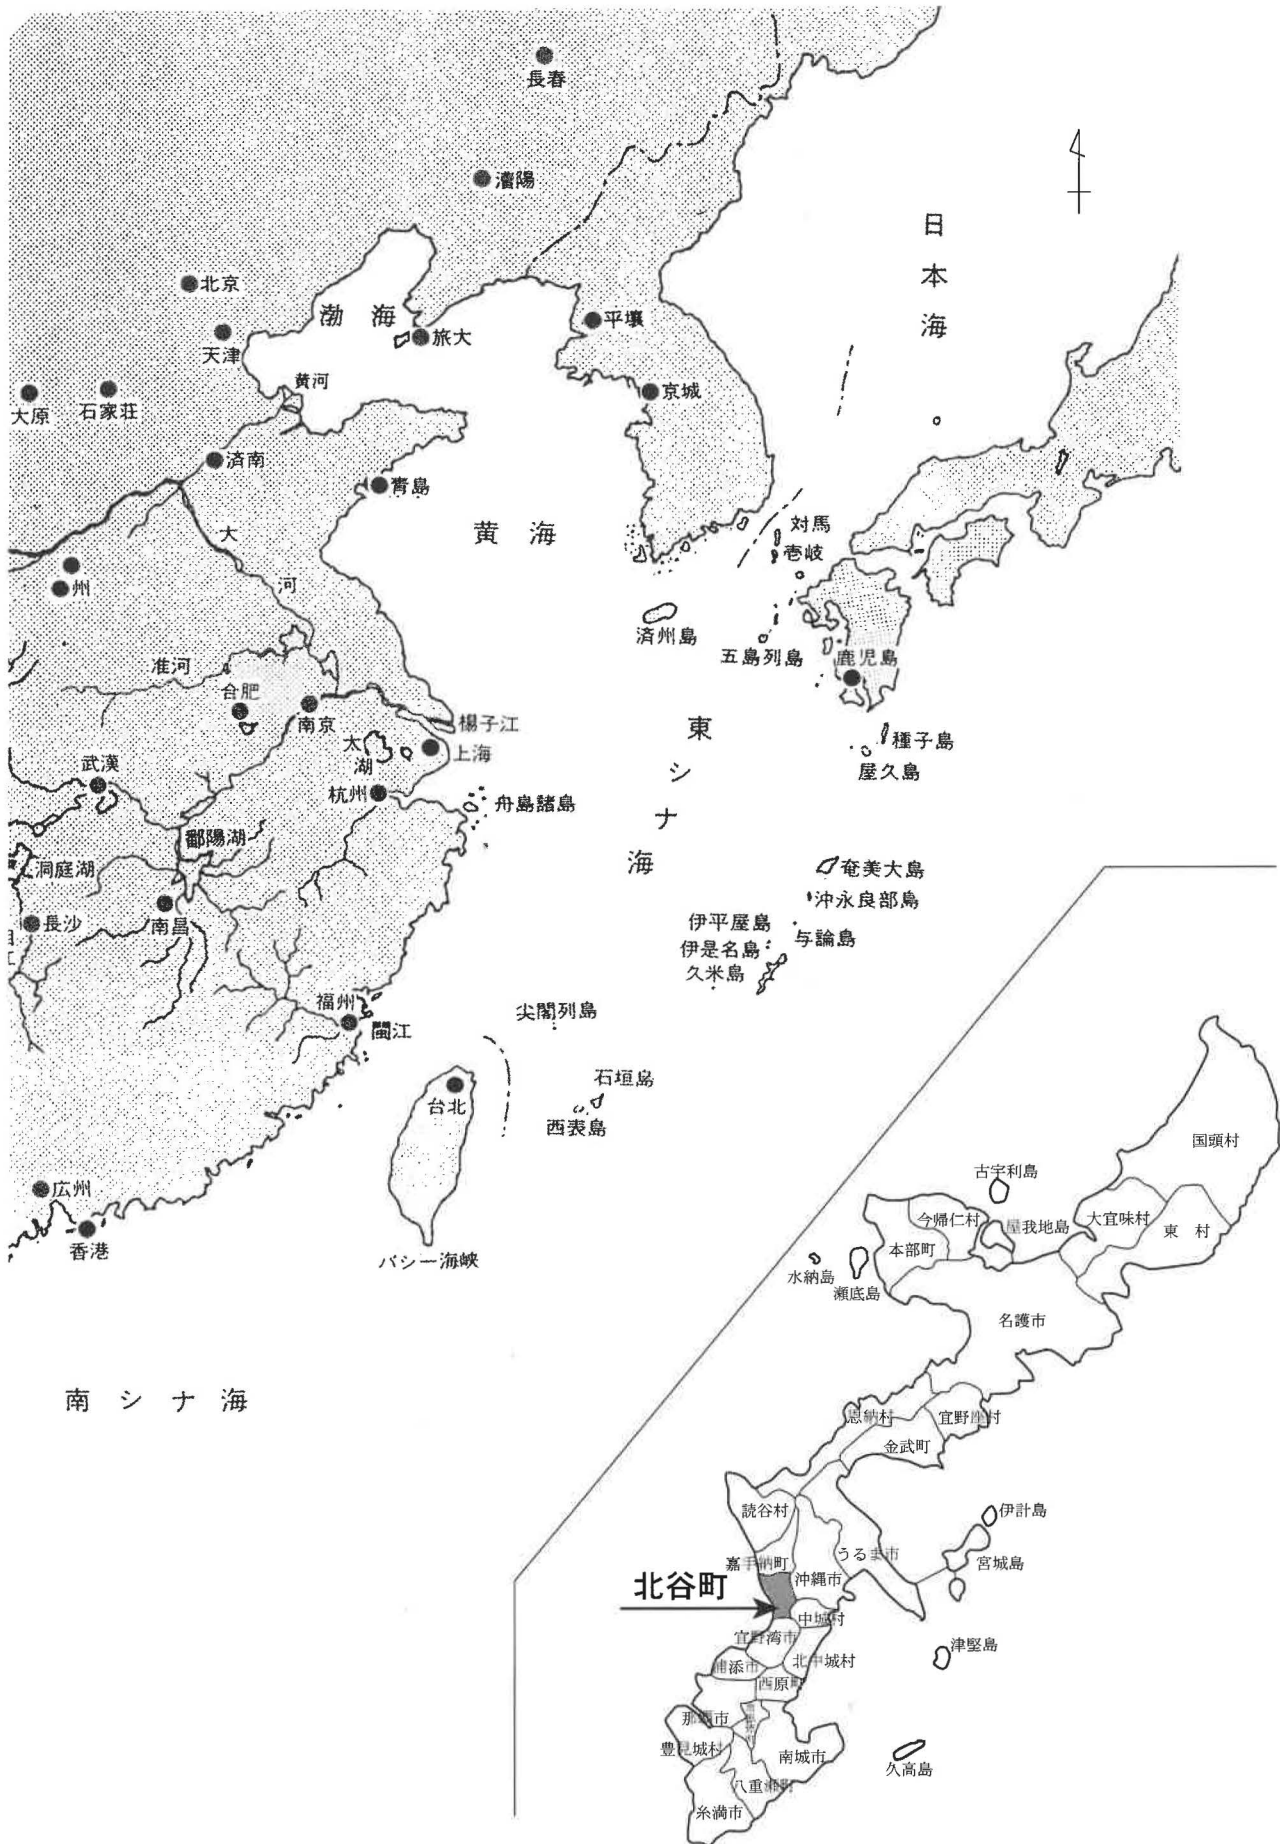 長春
瀋陽
日本海
北京
渤海
旅大
平壌
天津
黄河
京城
大原
石家荘
済南
青島
黄海
対馬
壱岐
大
河
州
済州島
五島列島
鹿児島
准河
合肥
南京
揚子江
太湖
上海
東シナ海
種子島
屋久島
武漢
杭州
舟島諸島
鄱陽湖
洞庭湖
奄美大島
沖永良部島
長沙
南昌
伊平屋島
与論島
伊是名島
久米島
福州
閩江
尖閣列島
石垣島
台北
西表島
国頭村
古宇利島
広州
今帰仁村
屋我地島
大宜味村
東村
香港
本部町
バシー海峡
水納島
瀬底島
名護市
南シナ海
恩納村
宜野座村
金武町
読谷村
伊計島
うるま市
嘉手納町
宮城島
沖縄市
北谷町
中城村
宜野湾市
津堅島
北中城村
浦添市
西原町
那覇市
豊見城村
南城市
久高島
八重瀬町
糸満市